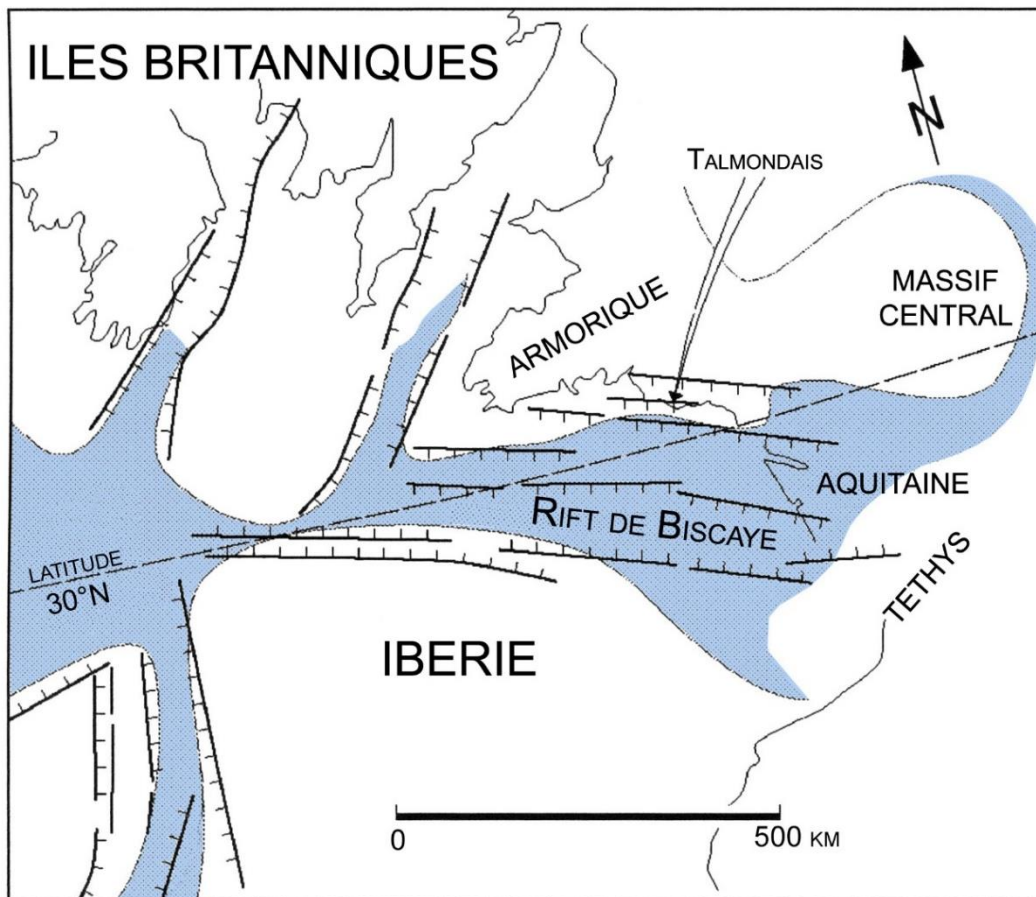 ILES BRITANNIQUES
N
TALMONDAIS
MASSIF
CENTRAL
ARMORIQUE
AQUITAINE
RIFT DE BISCAYE
TETHYS
LATITUDE
30°N
IBERIE
0
500 KM